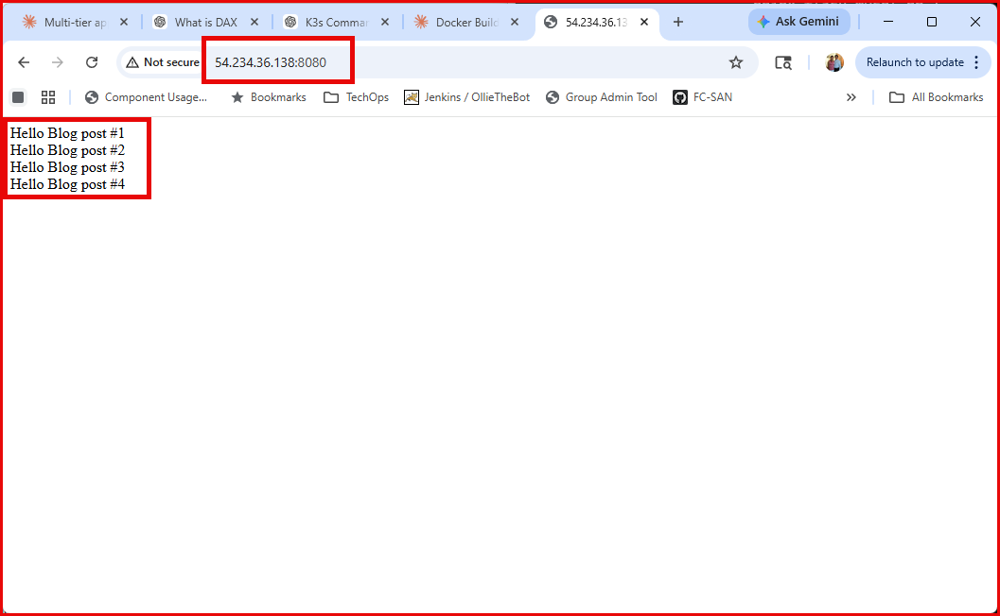 Multi-tier ap
What is DAX
K3s Comman
Docker Build
54.234.36.13
Ask Gemini
Not secure
54.234.36.138:8080
Relaunch to update
Component Usage...
Bookmarks
TechOps
Jenkins / OllieTheBot
Group Admin Tool
FC-SAN
All Bookmarks
Hello Blog post #1
Hello Blog post #2
Hello Blog post #3
Hello Blog post #4